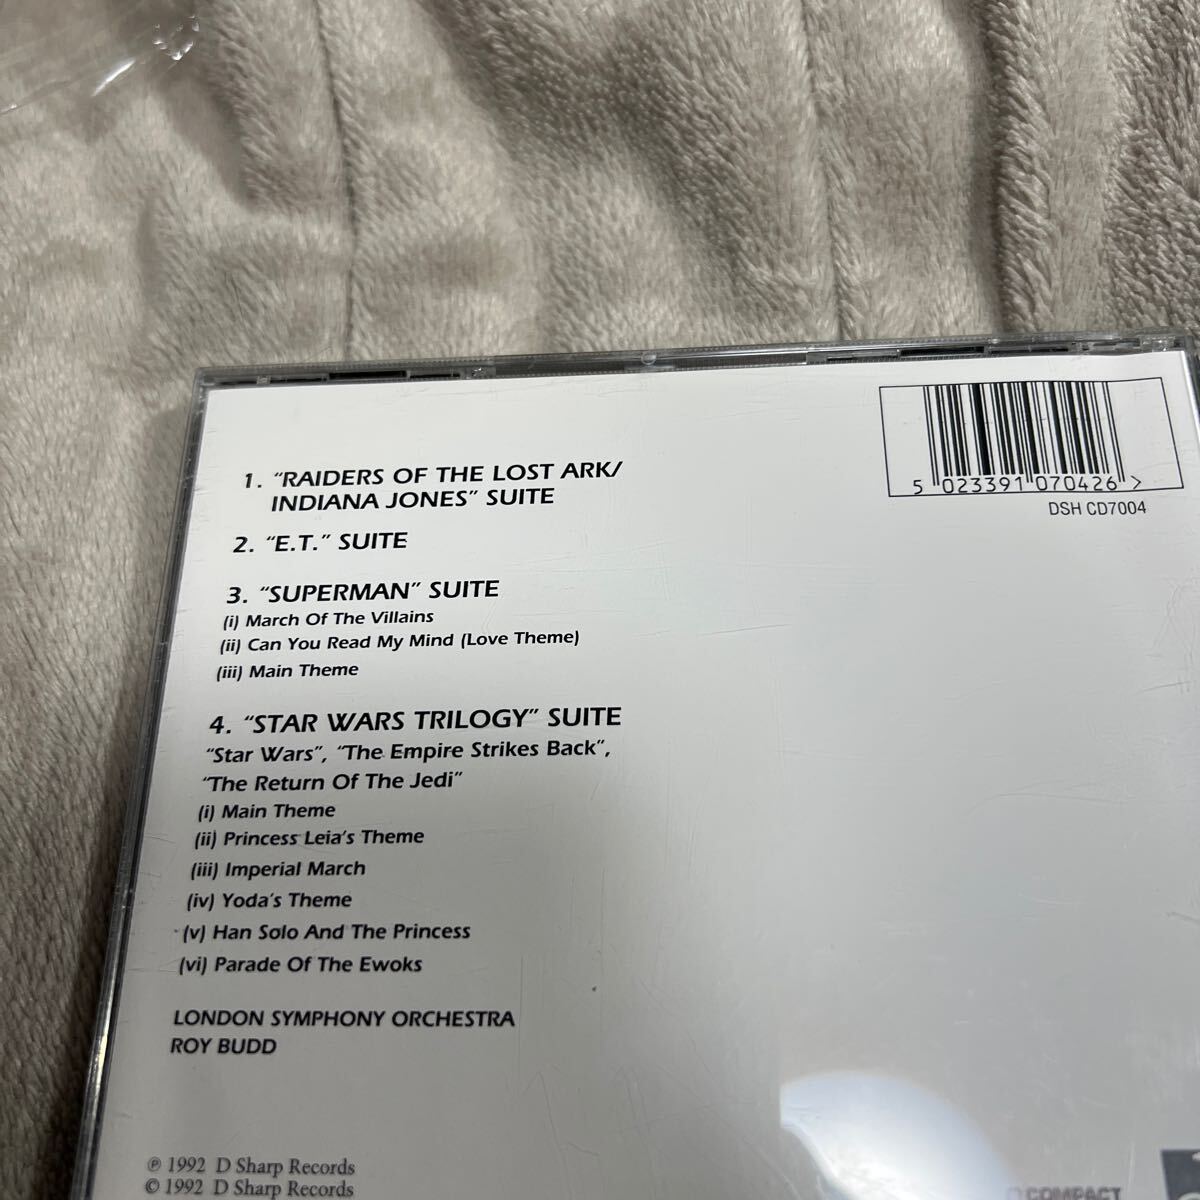 1. "RAIDERS OF THE LOST ARK/
INDIANA JONES" SUITE
2. "E.T." SUITE
3. "SUPERMAN" SUITE
(i) March Of The Villains
(ii) Can You Read My Mind (Love Theme)
(iii) Main Theme
4. "STAR WARS TRILOGY" SUITE
"Star Wars", "The Empire Strikes Back",
"The Return Of The Jedi"
(i) Main Theme
(ii) Princess Leia's Theme
(iii) Imperial March
(iv) Yoda's Theme
(v) Han Solo And The Princess
(vi) Parade Of The Ewoks
LONDON SYMPHONY ORCHESTRA
ROY BUDD
℗ 1992 D Sharp Records
© 1992 D Sharp Records
5 023391 070426 >
DSH CD7004
COMPACT